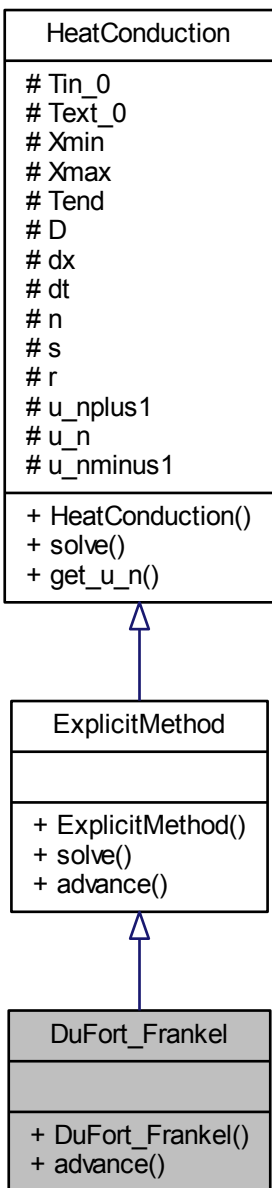 HeatConduction
# Tin_0
# Text_0
# Xmin
# Xmax
# Tend
# D
# dx
# dt
# n
# s
# r
# u_nplus1
# u_n
# u_nminus1
+ HeatConduction()
+ solve()
+ get_u_n()
ExplicitMethod
+ ExplicitMethod()
+ solve()
+ advance()
DuFort_Frankel
+ DuFort_Frankel()
+ advance()